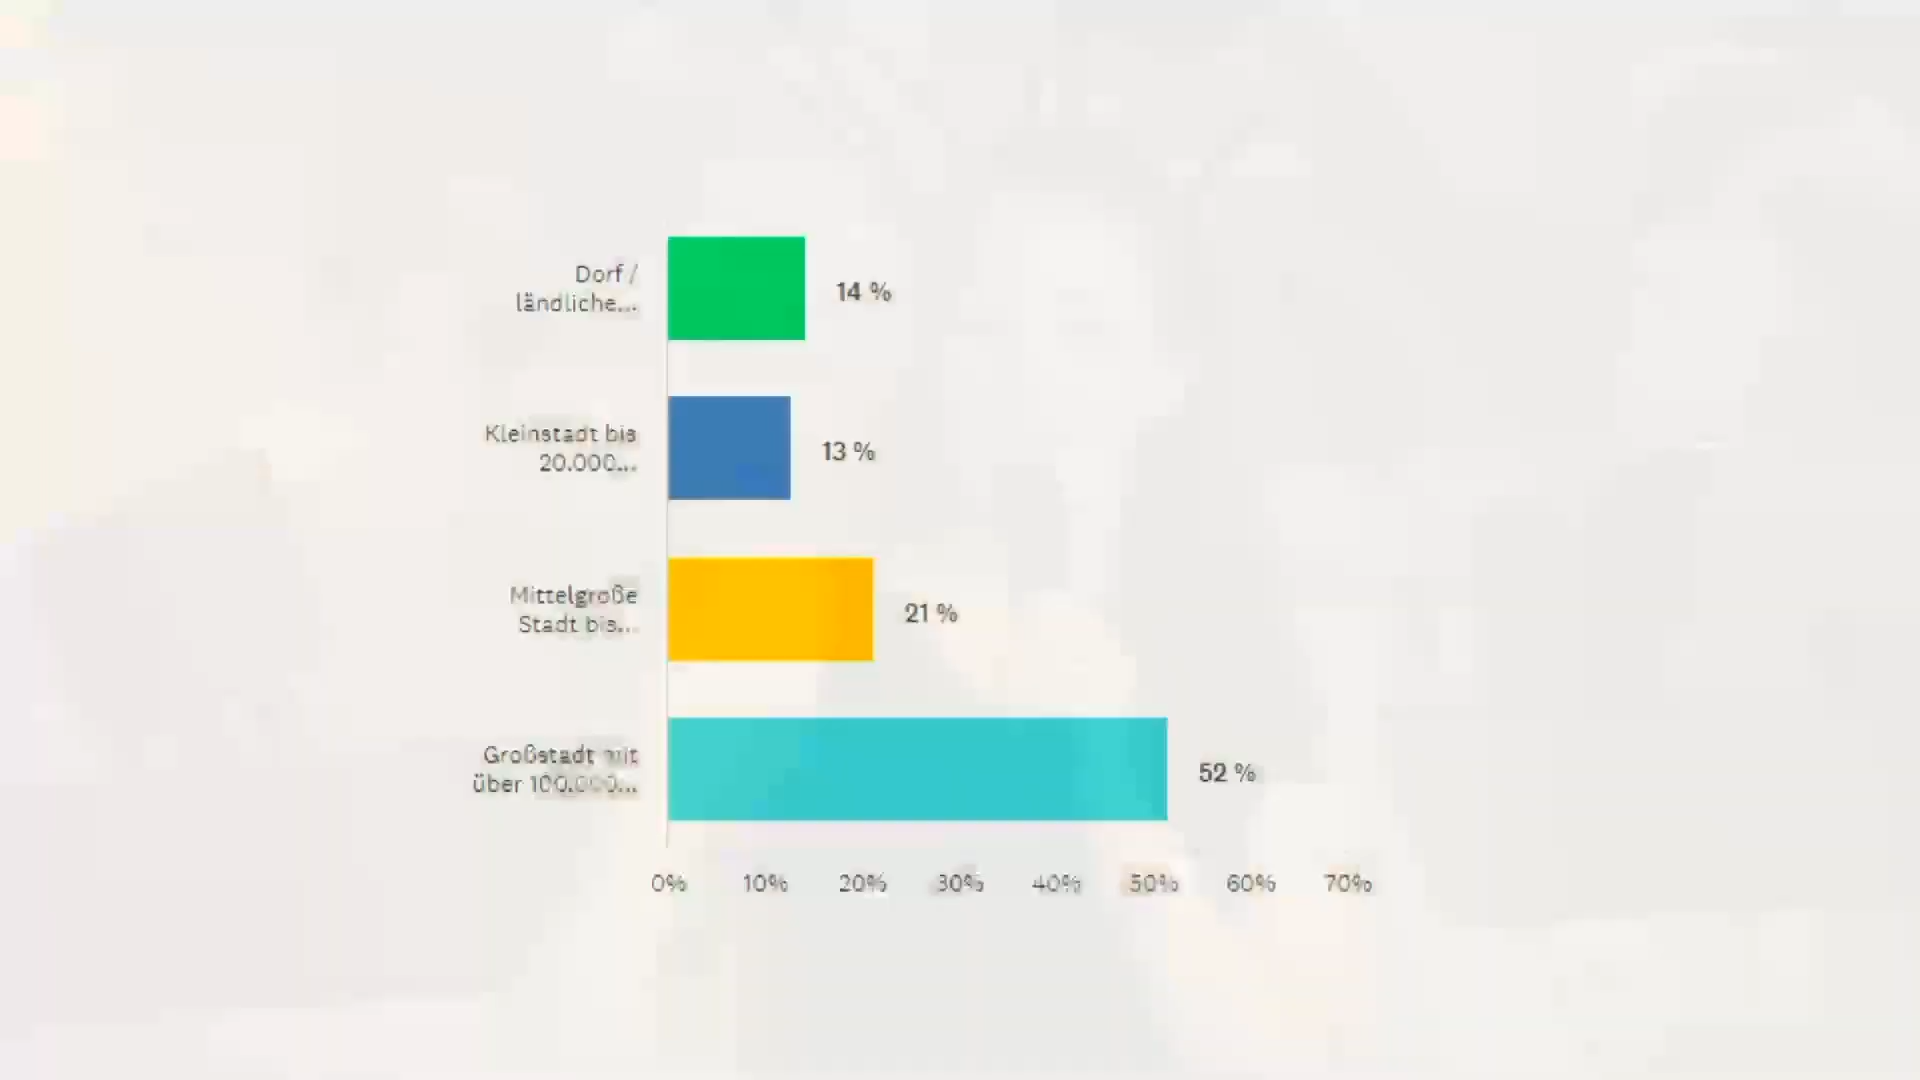 Dorf /
ländliche...
14 %
Kleinstadt bis
20.000...
13 %
Mittelgroße
Stadt bis...
21 %
Großstadt mit
über 100.000...
52 %
0% 10% 20% 30% 40% 50% 60% 70%